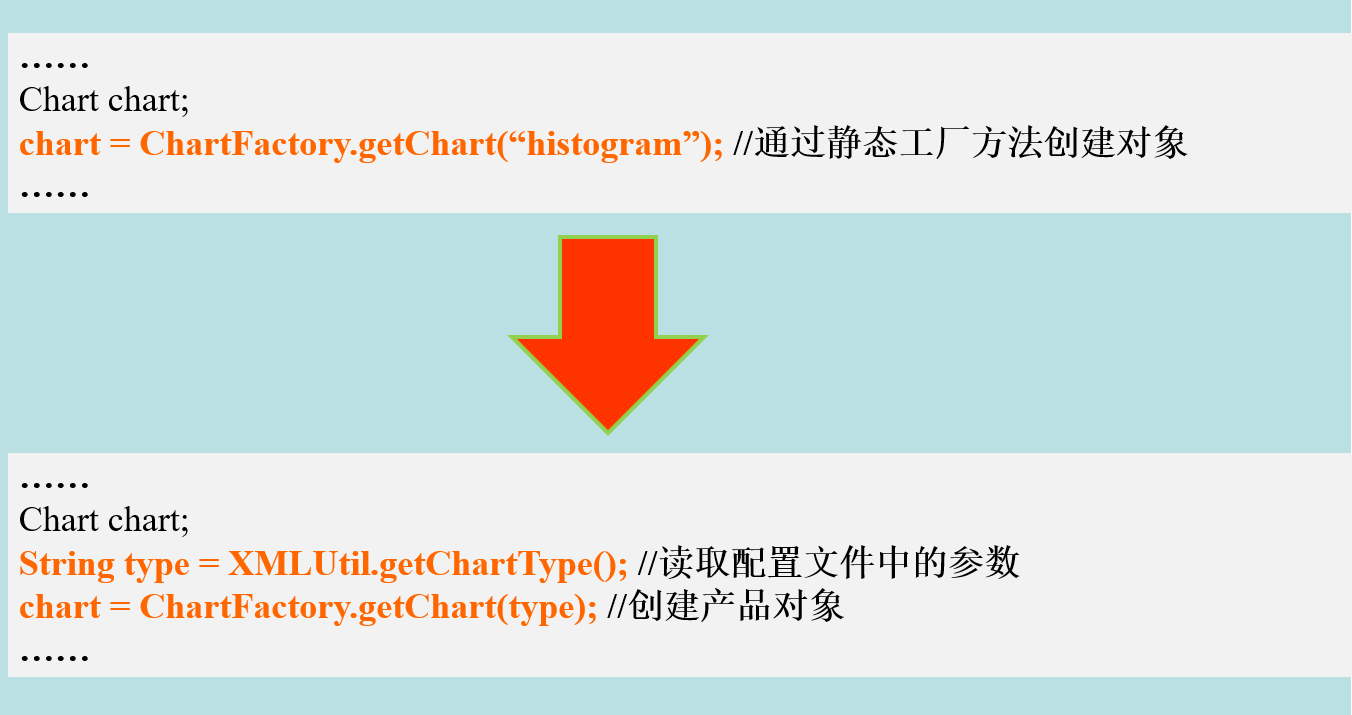 ……
Chart chart;
chart = ChartFactory.getChart(“histogram”); //通过静态工厂方法创建对象
……
……
Chart chart;
String type = XMLUtil.getChartType(); //读取配置文件中的参数
chart = ChartFactory.getChart(type); //创建产品对象
……